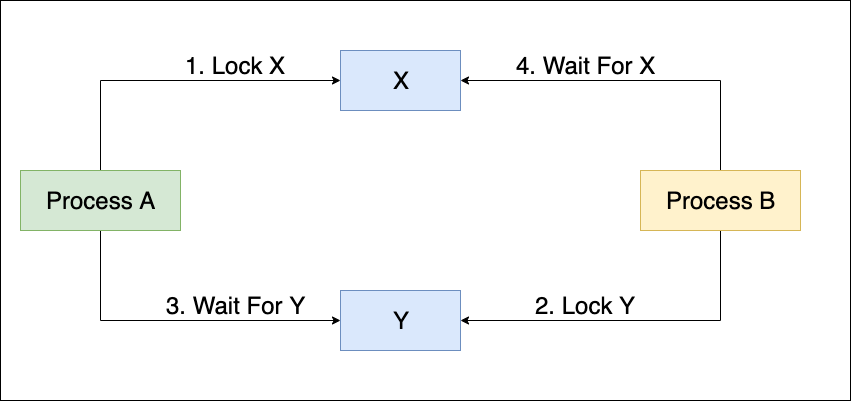 1. Lock X
X
4. Wait For X
Process A
Process B
3. Wait For Y
Y
2. Lock Y